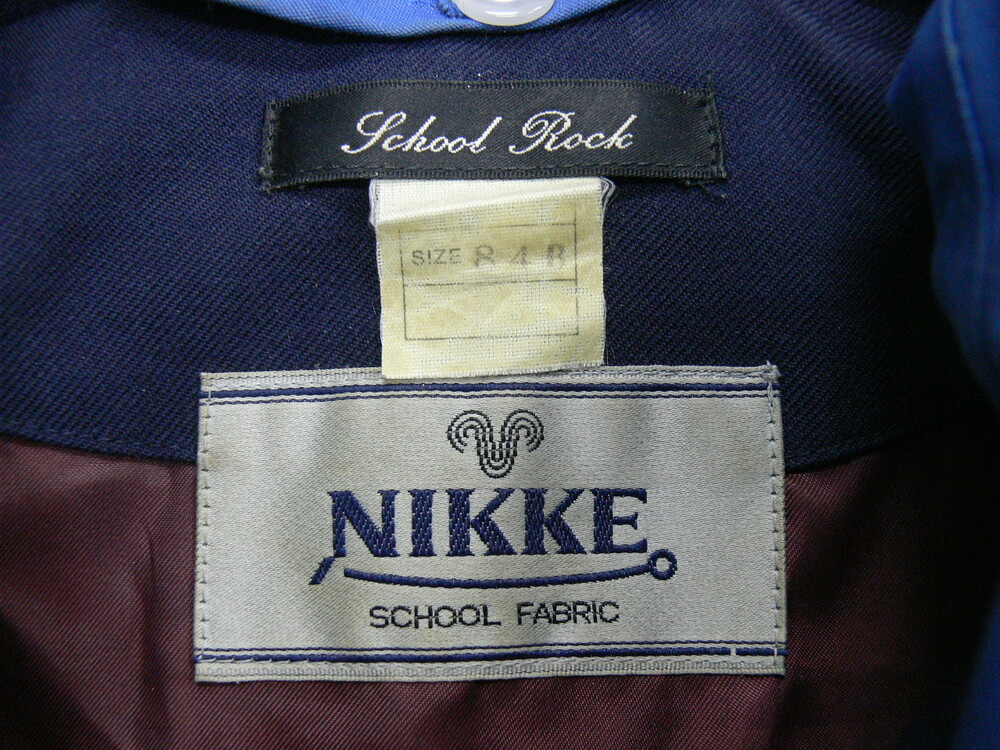 School Rock
SIZE 84R
NIKKE
SCHOOL FABRIC